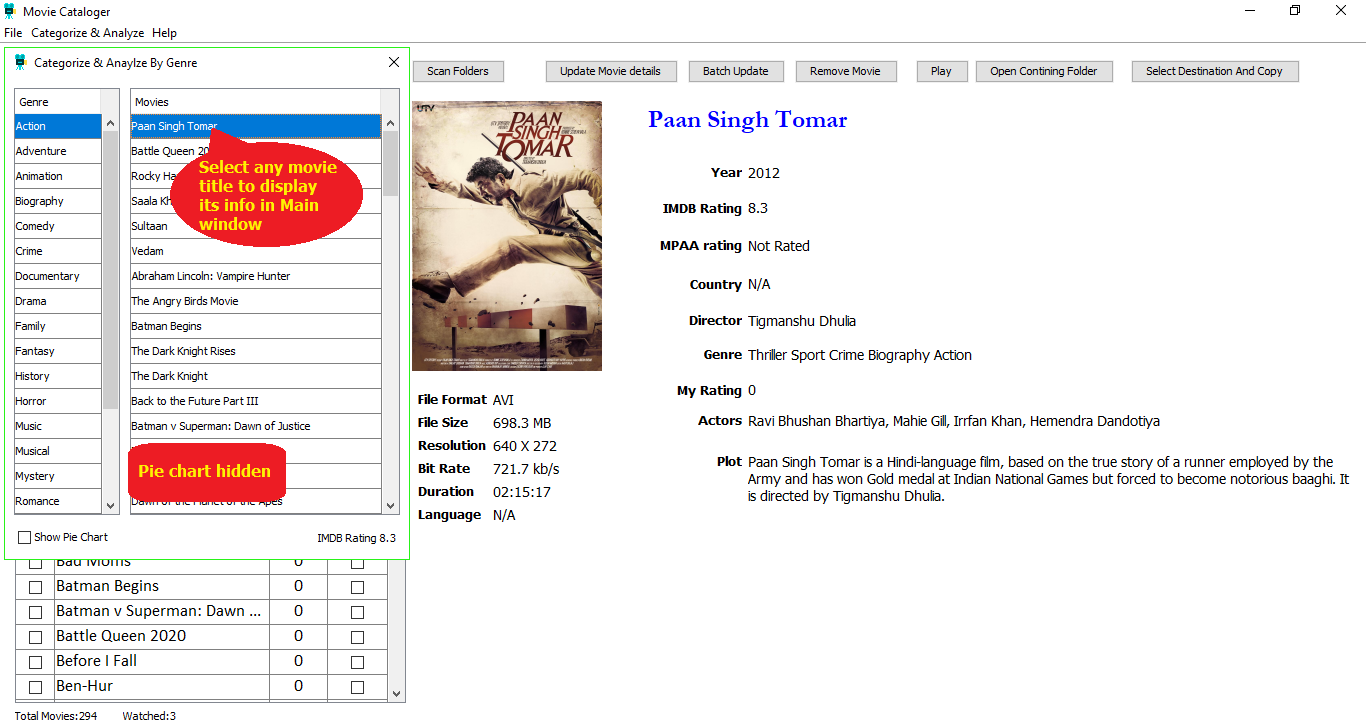 Movie Cataloger
File Categorize & Analyze Help
Categorize & Anaylze By Genre
Genre
Action
Adventure
Animation
Biography
Comedy
Crime
Documentary
Drama
Family
Fantasy
History
Horror
Music
Musical
Mystery
Romance
Movies
Paan Singh Tomar
Battle Queen 20
Rocky Ha
Saala Kh
Sultaan
Vedam
Abraham Lincoln: Vampire Hunter
The Angry Birds Movie
Batman Begins
The Dark Knight Rises
The Dark Knight
Back to the Future Part III
Batman v Superman: Dawn of Justice
Dawn of the Planet of the Apes
Select any movie
title to display
its info in Main
window
Pie chart hidden
Show Pie Chart
IMDB Rating 8.3
Bad Moms 0
Batman Begins 0
Batman v Superman: Dawn ... 0
Battle Queen 2020 0
Before I Fall 0
Ben-Hur 0
Total Movies:294 Watched:3
Scan Folders Update Movie details Batch Update Remove Movie Play Open Contining Folder Select Destination And Copy
UTV
PAAN
SINGH
TOMAR
File Format AVI
File Size 698.3 MB
Resolution 640 X 272
Bit Rate 721.7 kb/s
Duration 02:15:17
Language N/A
Paan Singh Tomar
Year 2012
IMDB Rating 8.3
MPAA rating Not Rated
Country N/A
Director Tigmanshu Dhulia
Genre Thriller Sport Crime Biography Action
My Rating 0
Actors Ravi Bhushan Bhartiya, Mahie Gill, Irrfan Khan, Hemendra Dandotiya
Plot Paan Singh Tomar is a Hindi-language film, based on the true story of a runner employed by the
Army and has won Gold medal at Indian National Games but forced to become notorious baaghi. It
is directed by Tigmanshu Dhulia.